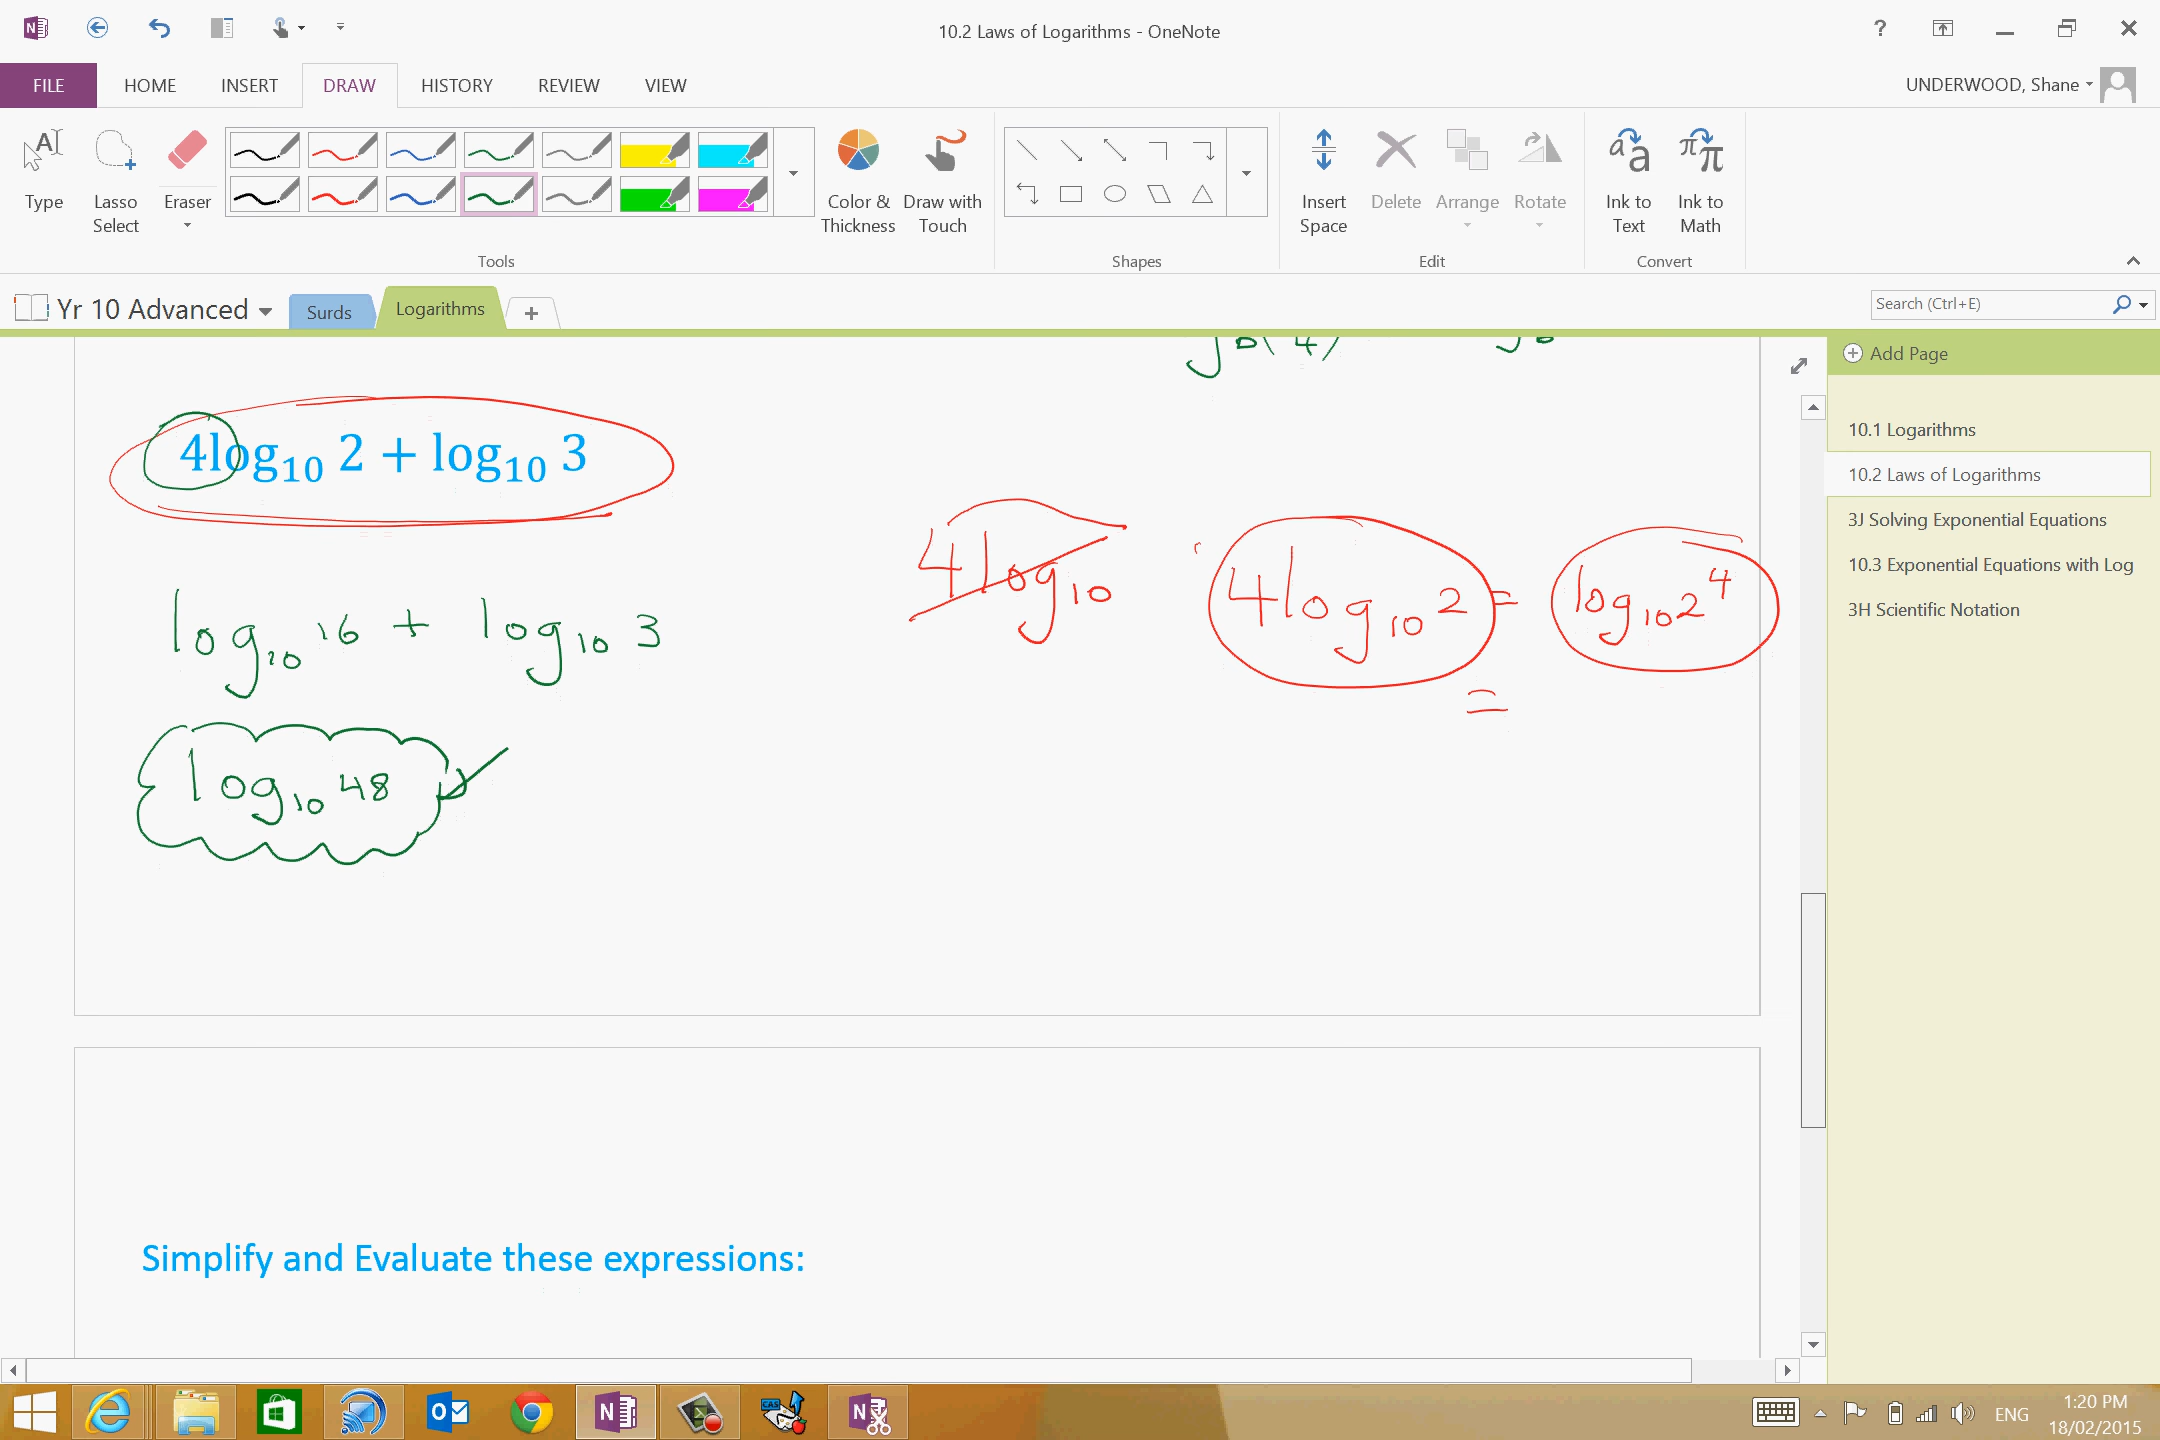 10.2 Laws of Logarithms - OneNote
?
FILE HOME INSERT DRAW HISTORY REVIEW VIEW
UNDERWOOD, Shane
Type
Lasso Select
Eraser
Color & Thickness
Draw with Touch
Insert Space
Delete
Arrange
Rotate
Ink to Text
Ink to Math
Tools Shapes Edit Convert
Yr 10 Advanced Surds Logarithms +
Search (Ctrl+E)
Add Page
10.1 Logarithms
10.2 Laws of Logarithms
3J Solving Exponential Equations
10.3 Exponential Equations with Log
3H Scientific Notation
4log₁₀ 2 + log₁₀ 3
4log₁₀ 4log₁₀ 2 = log₁₀ 2⁴
=
log₁₀ 16 + log₁₀ 3
log₁₀ 48
Simplify and Evaluate these expressions:
ENG
1:20 PM
18/02/2015